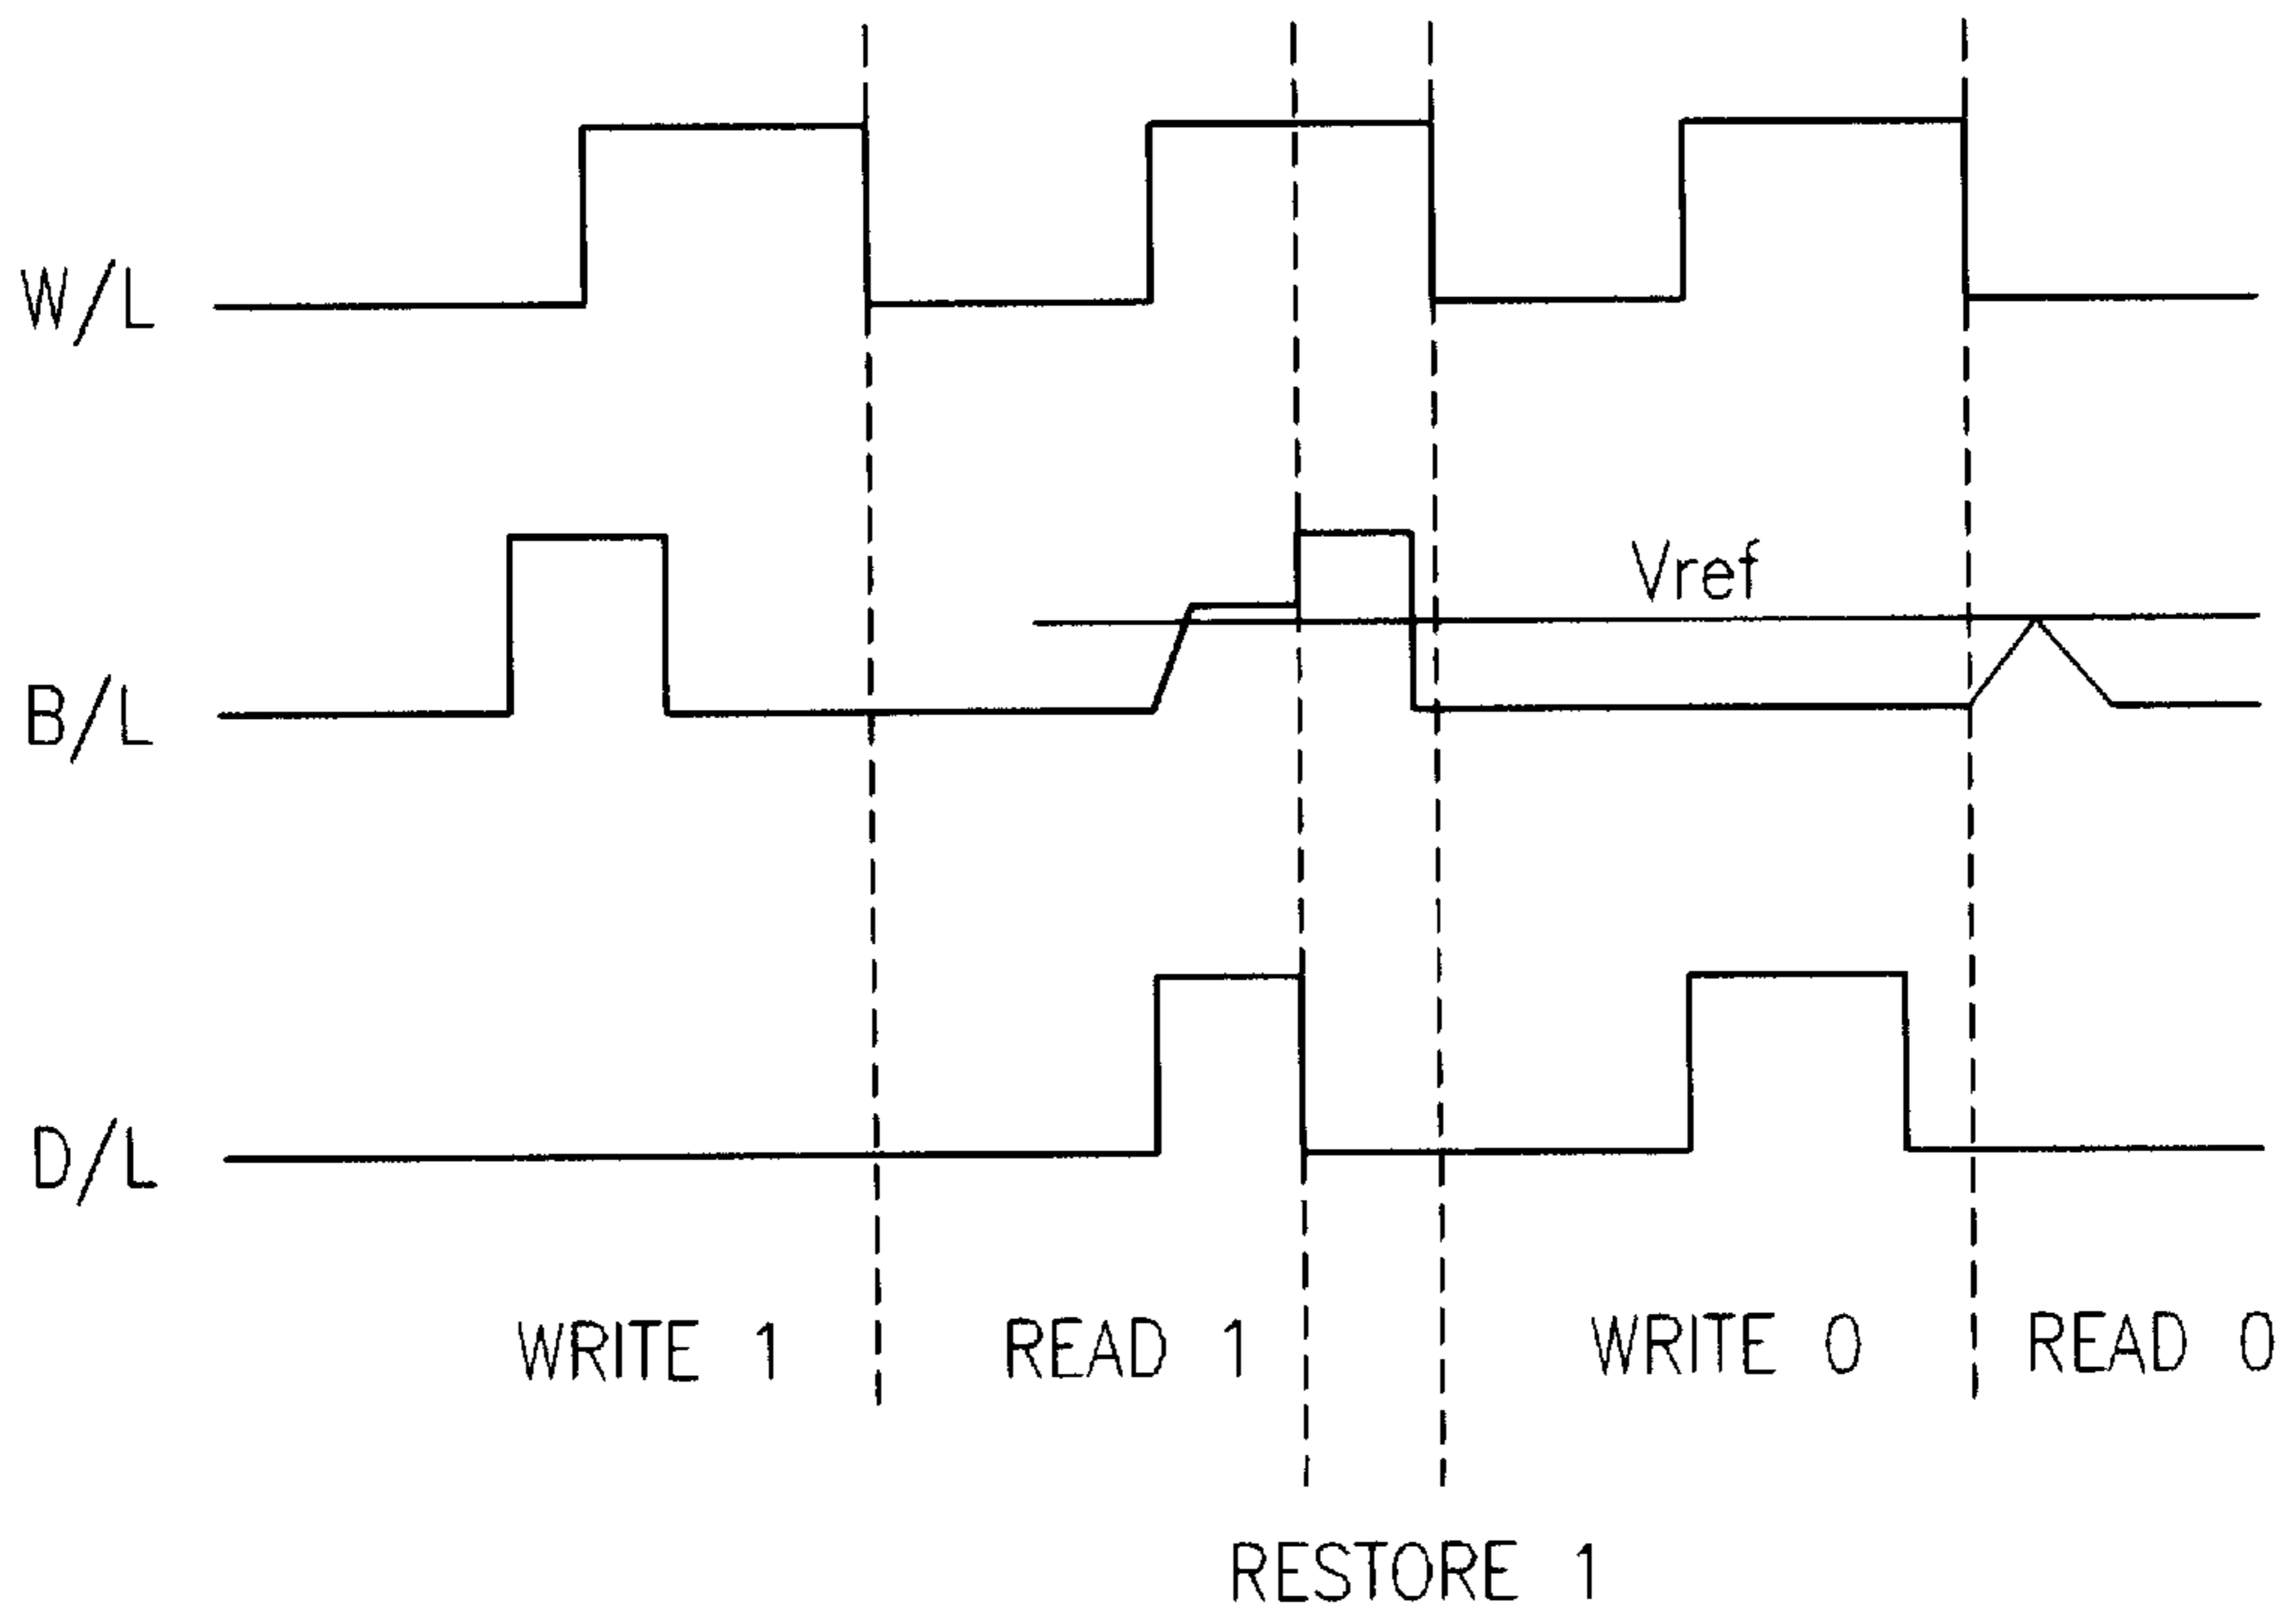 W/L
Vref
B/L
D/L
WRITE 1
READ 1
WRITE 0
READ 0
RESTORE 1